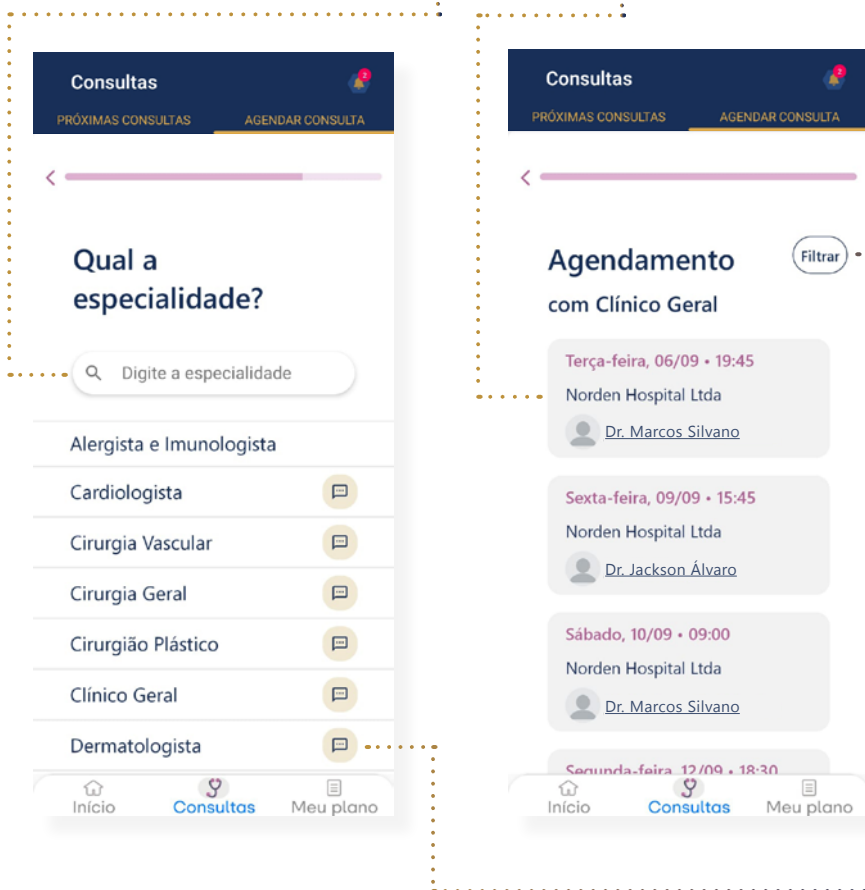 Consultas
2
PRÓXIMAS CONSULTAS
AGENDAR CONSULTA
Qual a
especialidade?
Digite a especialidade
Alergista e Imunologista
Cardiologista
Cirurgia Vascular
Cirurgia Geral
Cirurgião Plástico
Clínico Geral
Dermatologista
Início
Consultas
Meu plano
Consultas
2
PRÓXIMAS CONSULTAS
AGENDAR CONSULTA
Agendamento
Filtrar
com Clínico Geral
Terça-feira, 06/09 • 19:45
Norden Hospital Ltda
Dr. Marcos Silvano
Sexta-feira, 09/09 • 15:45
Norden Hospital Ltda
Dr. Jackson Álvaro
Sábado, 10/09 • 09:00
Norden Hospital Ltda
Dr. Marcos Silvano
Segunda-feira, 12/09 • 18:30
Início
Consultas
Meu plano